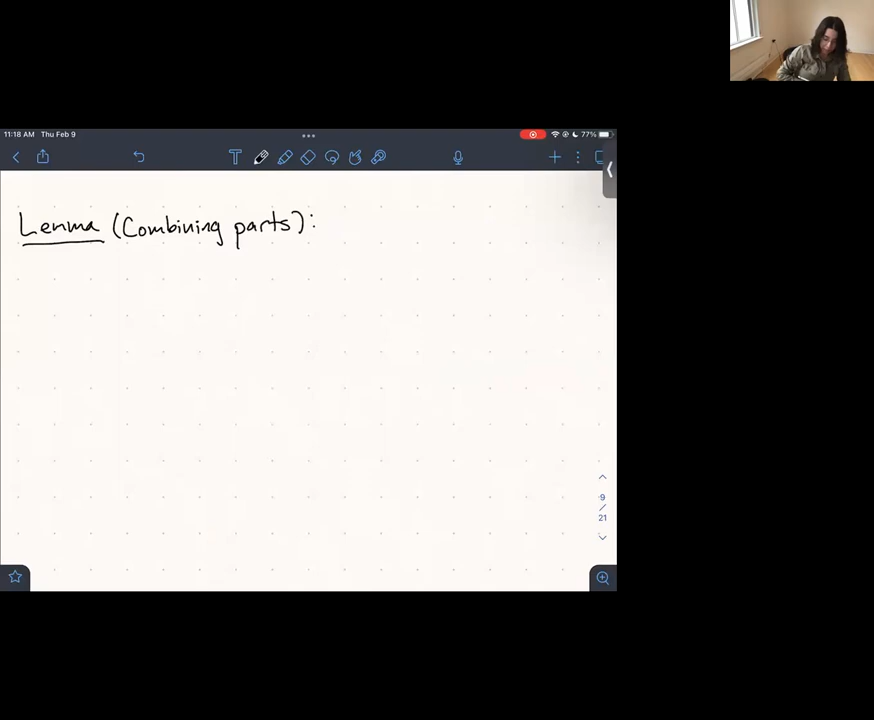 11:18 AM Thu Feb 9
77%
T
Lemma (Combining parts):
9
/
21